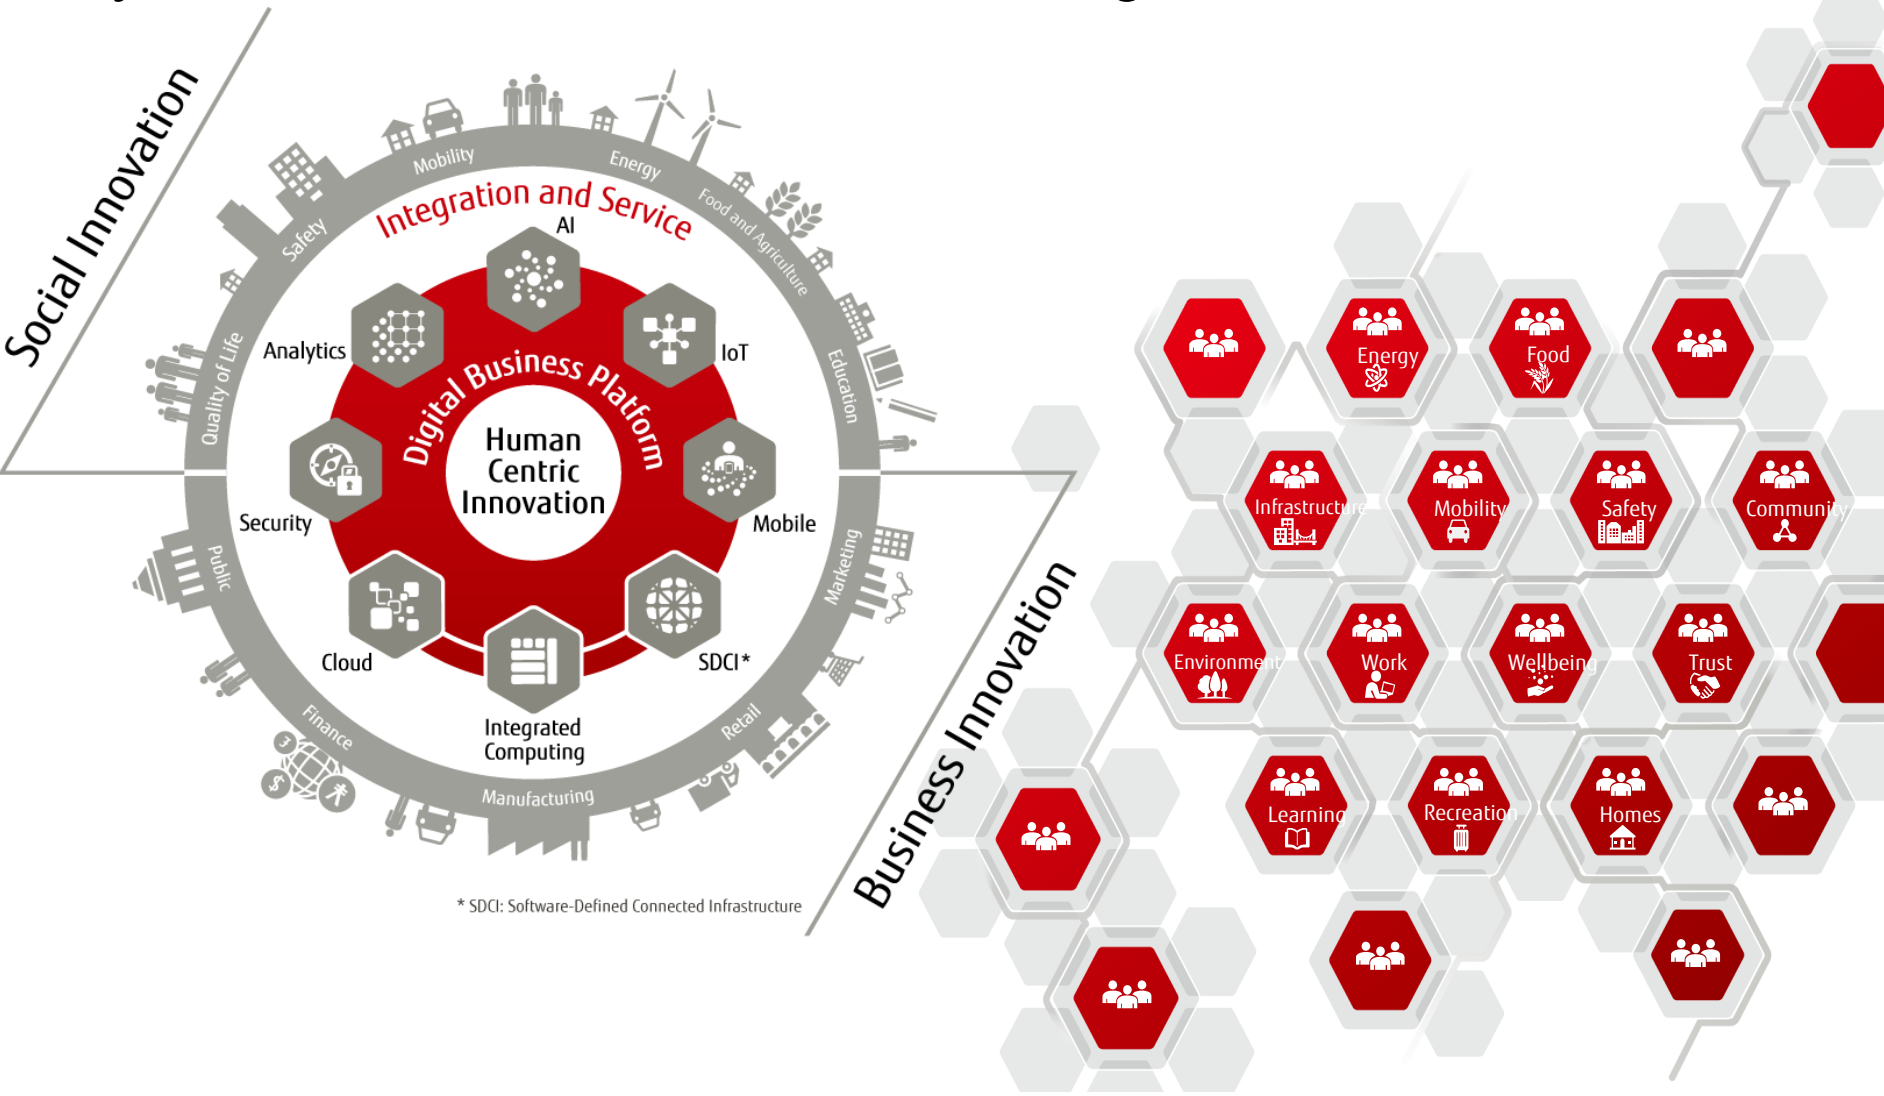 Social Innovation
Mobility
Energy
Food and Agriculture
Safety
Quality of Life
Education
Integration and Service
AI
Analytics
IoT
Digital Business Platform
Human
Centric
Innovation
Security
Mobile
Cloud
SDCI*
Integrated
Computing
Public
Marketing
Finance
Retail
Manufacturing
* SDCI: Software-Defined Connected Infrastructure
Business Innovation
Energy
Food
Infrastructure
Mobility
Safety
Community
Environment
Work
Wellbeing
Trust
Learning
Recreation
Homes